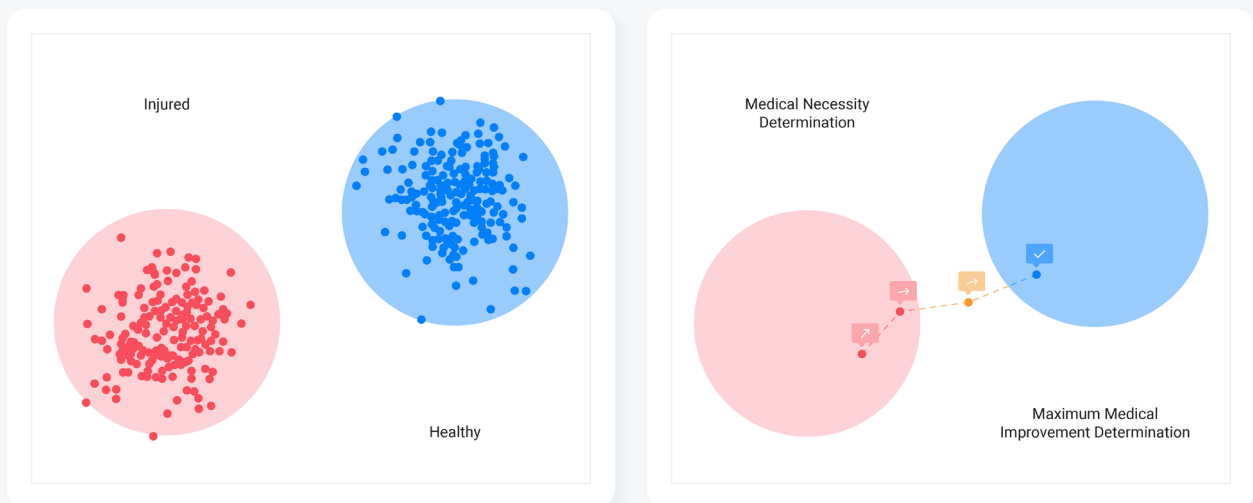 Injured
Healthy
Medical Necessity
Determination
Maximum Medical
Improvement Determination